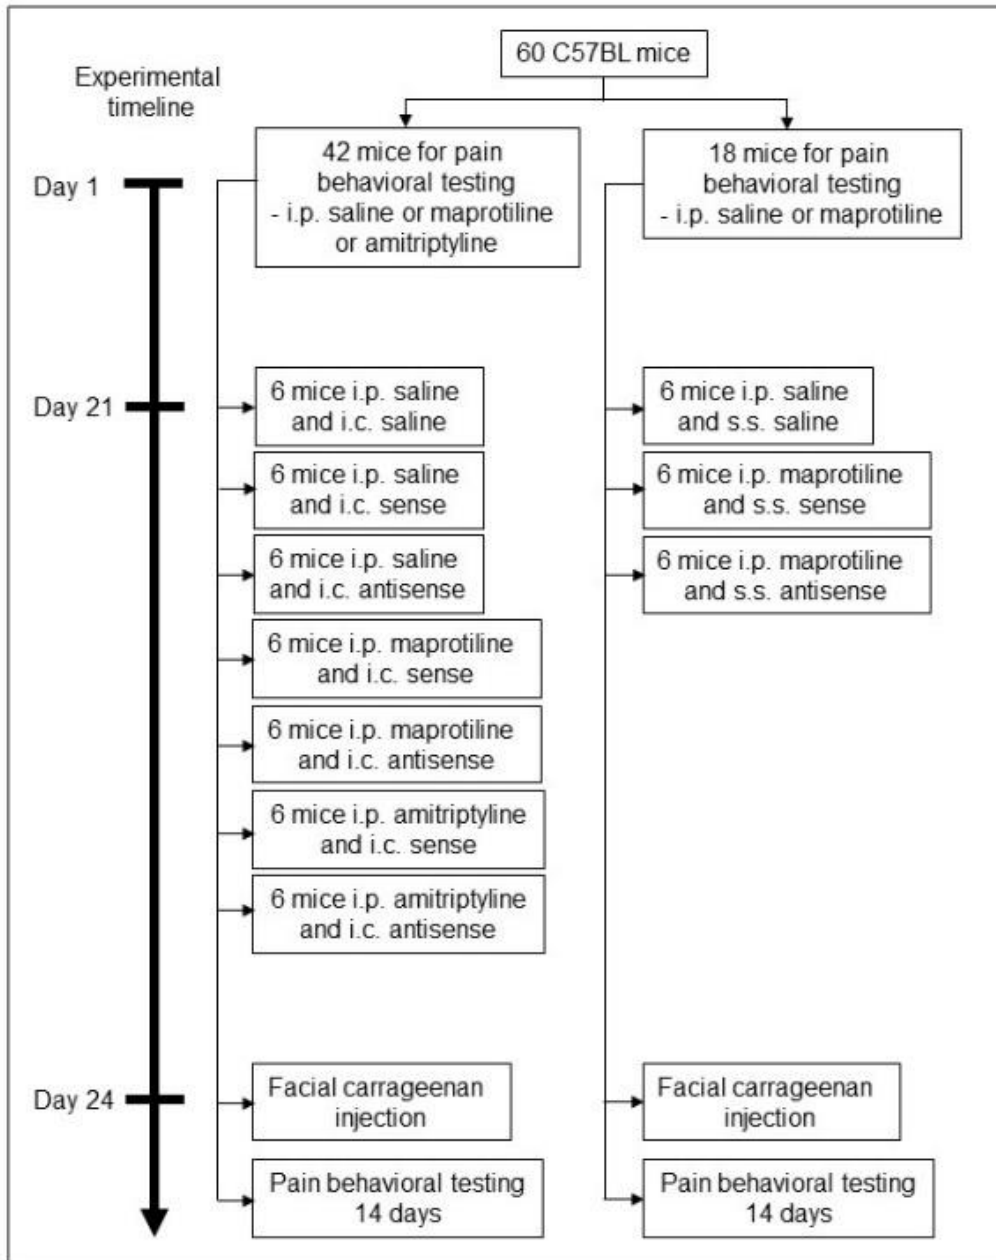 60 C57BL mice
Experimental
timeline
42 mice for pain
behavioral testing
- i.p. saline or maprotiline
or amitriptyline
18 mice for pain
behavioral testing
- i.p. saline or maprotiline
Day 1
Day 21
6 mice i.p. saline
and i.c. saline
6 mice i.p. saline
and i.c. sense
6 mice i.p. saline
and i.c. antisense
6 mice i.p. maprotiline
and i.c. sense
6 mice i.p. maprotiline
and i.c. antisense
6 mice i.p. amitriptyline
and i.c. sense
6 mice i.p. amitriptyline
and i.c. antisense
6 mice i.p. saline
and s.s. saline
6 mice i.p. maprotiline
and s.s. sense
6 mice i.p. maprotiline
and s.s. antisense
Day 24
Facial carrageenan
injection
Pain behavioral testing
14 days
Facial carrageenan
injection
Pain behavioral testing
14 days